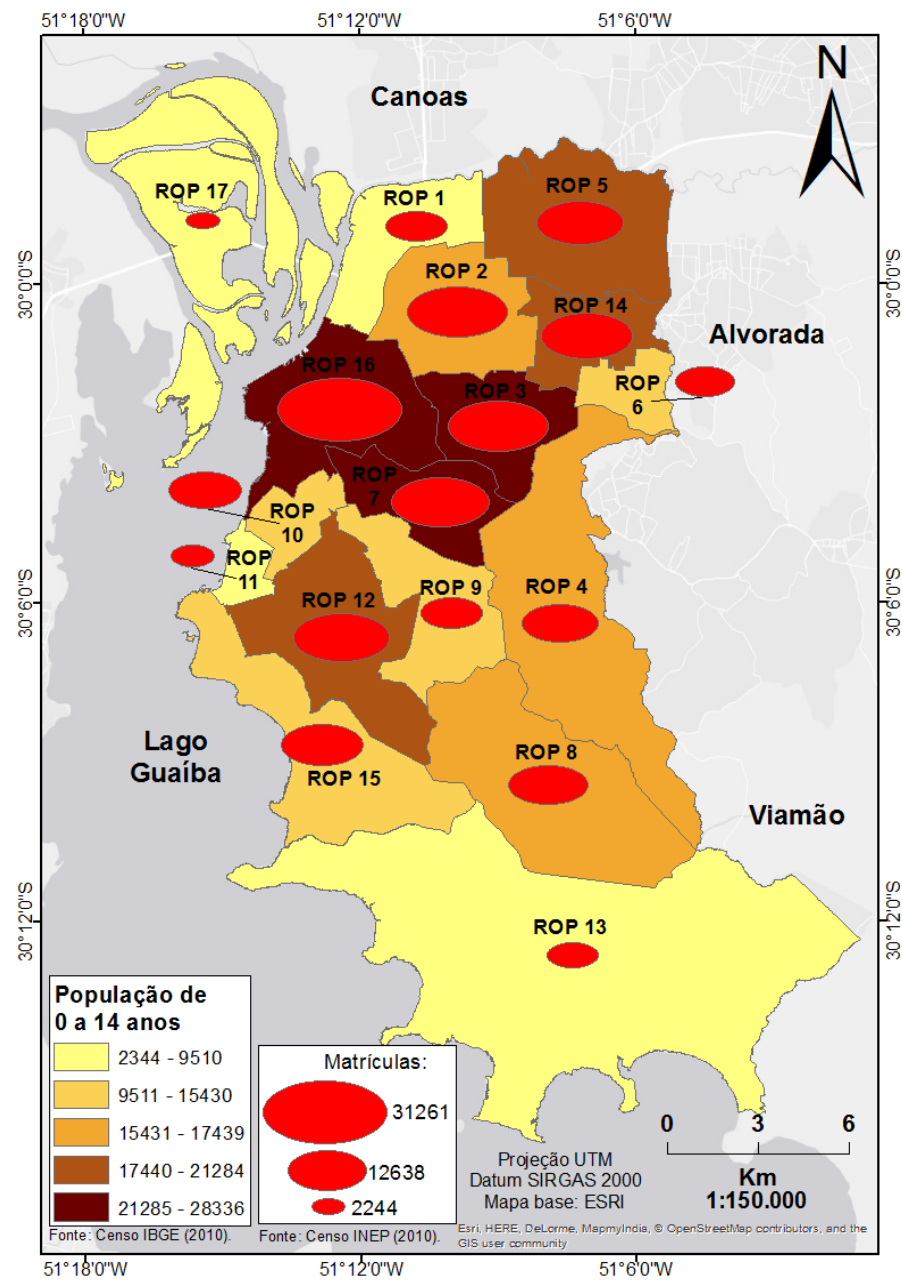 51°18'0"W 51°12'0"W 51°6'0"W
Canoas
N
ROP 17
ROP 1
ROP 5
ROP 2
30°0'0"S
30°0'0"S
ROP 14
Alvorada
ROP 16
ROP 3
ROP
6
ROP
7
ROP
10
ROP
11
ROP 9
ROP 4
ROP 12
30°6'0"S
30°6'0"S
Lago
Guaíba
ROP 15
ROP 8
Viamão
30°12'0"S
30°12'0"S
ROP 13
População de
0 a 14 anos
2344 - 9510
9511 - 15430
15431 - 17439
17440 - 21284
21285 - 28336
Fonte: Censo IBGE (2010).
Matrículas:
31261
12638
2244
Fonte: Censo INEP (2010).
0 3 6
Km
1:150.000
Projeção UTM
Datum SIRGAS 2000
Mapa base: ESRI
Esri, HERE, DeLorme, MapmyIndia, © OpenStreetMap contributors, and the
GIS user community
51°18'0"W 51°12'0"W 51°6'0"W